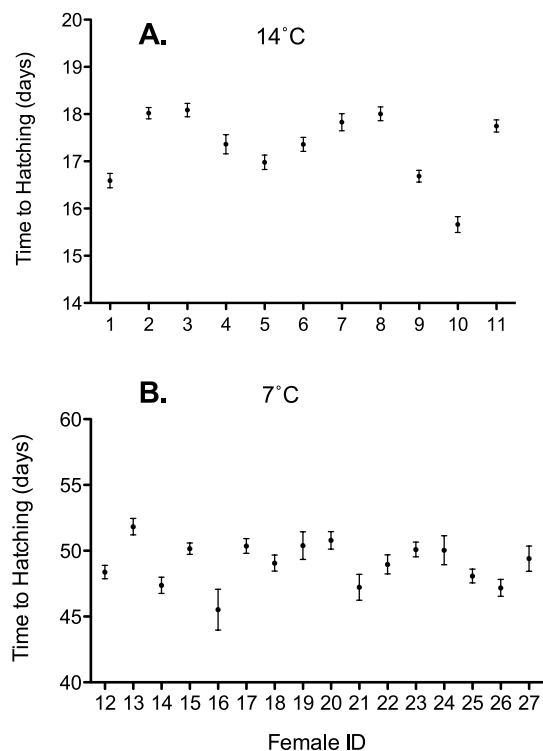 A. 14˚C
Time to Hatching (days)
20
19
18
17
16
15
14
1 2 3 4 5 6 7 8 9 10 11
B. 7˚C
Time to Hatching (days)
60
55
50
45
40
12 13 14 15 16 17 18 19 20 21 22 23 24 25 26 27
Female ID